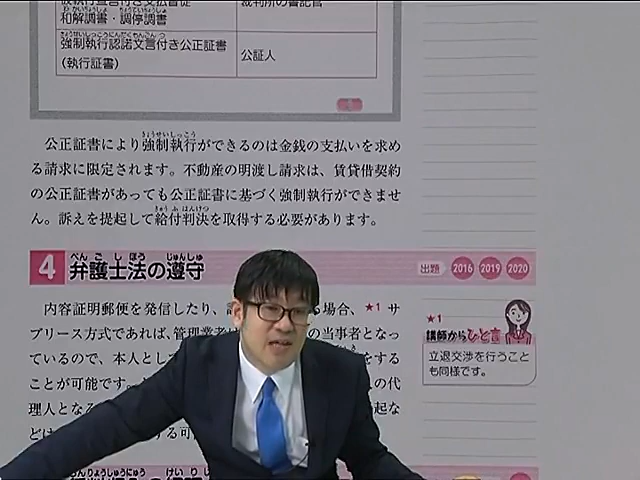 裁判所の書記官
和解調書・調停調書
強制執行認諾文言付き公正証書
(執行証書)
公証人
公正証書により強制執行ができるのは金銭の支払いを求め
る請求に限定されます。不動産の明渡し請求は、賃貸借契約
の公正証書があっても公正証書に基づく強制執行ができませ
ん。訴えを提起して給付判決を取得する必要があります。
4 弁護士法の遵守
出題 2016 2019 2020
内容証明郵便を発信したり、 る場合、★1 サ
ブリース方式であれば、管理業者は の当事者となっ
ているので、本人として をする
ことが可能です。 の代
理人となる 起な
どは する可
★1
講師からひと言
立退交渉を行うこと
も同様です。